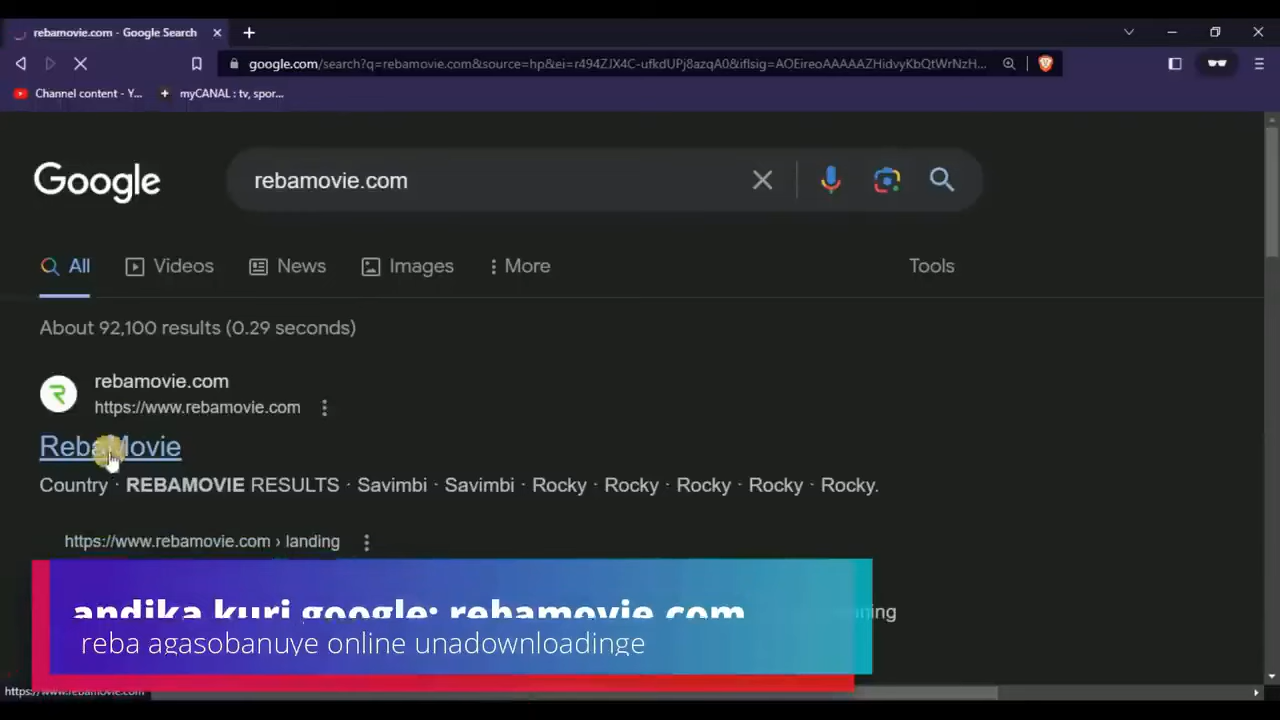 rebamovie.com - Google Search
google.com/search?q=rebamovie.com&source=hp&ei=r494ZJX4C-ufkdUPj8azqA0&iflsig=AOEireoAAAAAZHidvyKbQtWrNzH...
Channel content - Y... myCANAL : tv, spor...
Google rebamovie.com
All Videos News Images More Tools
About 92,100 results (0.29 seconds)
rebamovie.com
https://www.rebamovie.com
RebaMovie
Country · REBAMOVIE RESULTS · Savimbi · Savimbi · Rocky · Rocky · Rocky · Rocky · Rocky.
https://www.rebamovie.com › landing
andika kuri google: rebamovie.com
reba agasobanuye online unadownloadinge
https://www.rebamovie.com